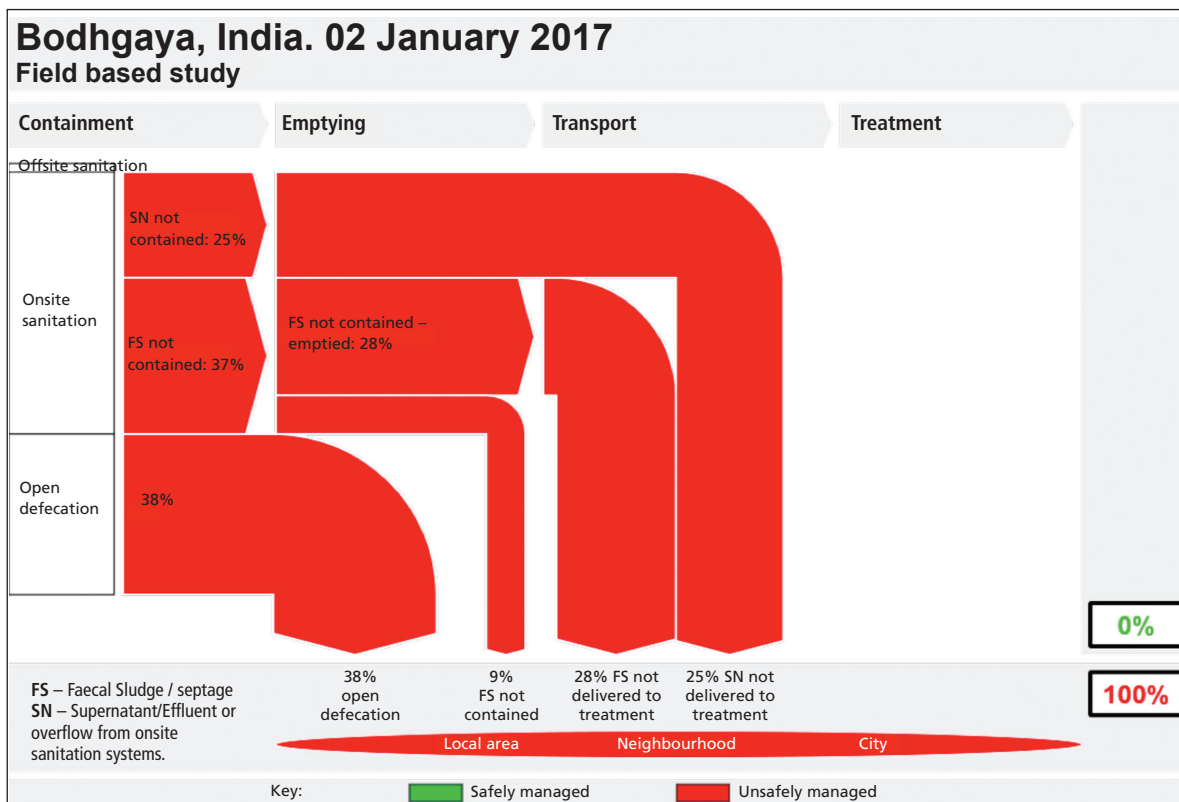 Bodhgaya, India. 02 January 2017
Field based study
Containment
Emptying
Transport
Treatment
Offsite sanitation
SN not
contained: 25%
Onsite
sanitation
FS not
contained: 37%
FS not contained –
emptied: 28%
Open
defecation
38%
0%
100%
FS – Faecal Sludge / septage
SN – Supernatant/Effluent or
overflow from onsite
sanitation systems.
38%
open
defecation
9%
FS not
contained
28% FS not
delivered to
treatment
25% SN not
delivered to
treatment
Local area
Neighbourhood
City
Key:
Safely managed
Unsafely managed